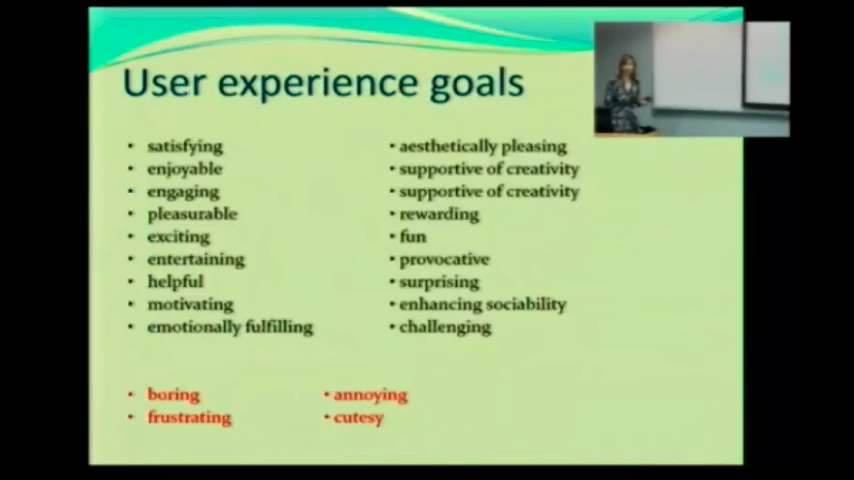 User experience goals
• satisfying
• enjoyable
• engaging
• pleasurable
• exciting
• entertaining
• helpful
• motivating
• emotionally fulfilling
• aesthetically pleasing
• supportive of creativity
• supportive of creativity
• rewarding
• fun
• provocative
• surprising
• enhancing sociability
• challenging
• boring
• frustrating
• annoying
• cutesy